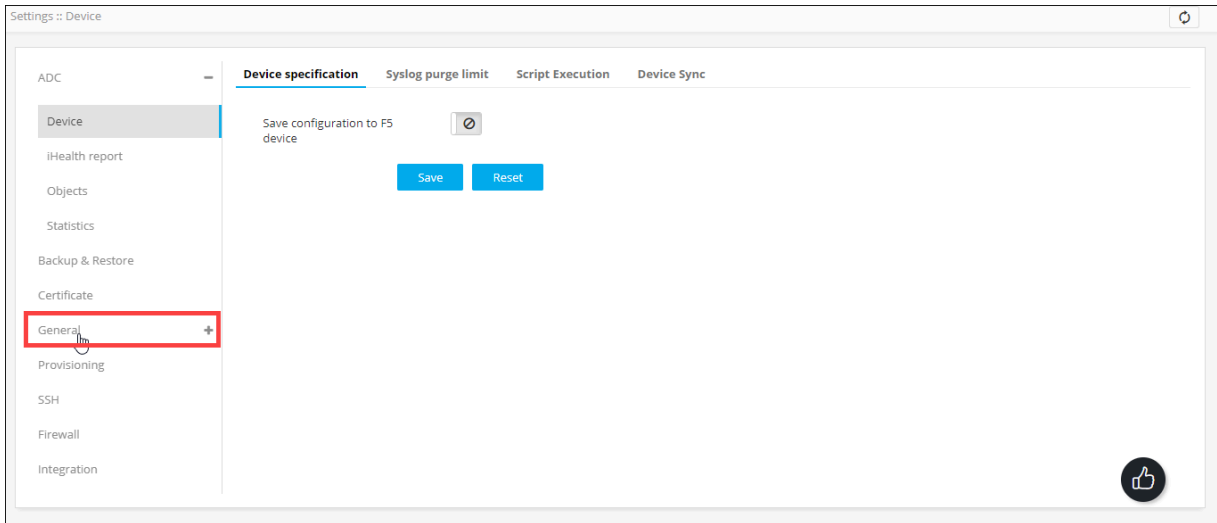 Settings :: Device
ADC
Device
iHealth report
Objects
Statistics
Backup & Restore
Certificate
General
Provisioning
SSH
Firewall
Integration
Device specification Syslog purge limit Script Execution Device Sync
Save configuration to F5
device
Save Reset